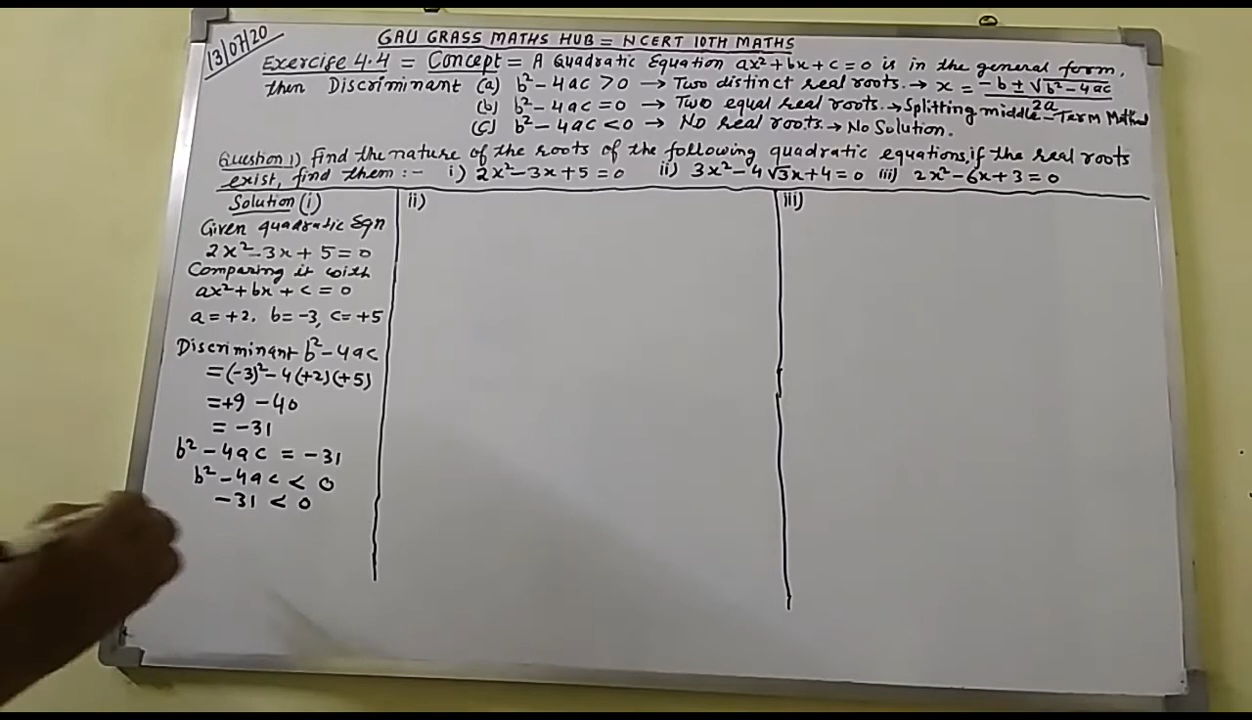 13/07/20
GAU GRASS MATHS HUB = NCERT 10TH MATHS
Exercise 4.4 = Concept = A Quadratic Equation ax²+bx+c=0 is in the general form,
then Discriminant (a) b²-4ac>0 → Two distinct real roots. → x = -b±√b²-4ac / 2a
(b) b²-4ac=0 → Two equal real roots. → Splitting middle-Term Method
(c) b²-4ac<0 → No real roots. → No Solution.
Question 1) find the nature of the roots of the following quadratic equations, if the real roots
exist, find them :- i) 2x²-3x+5=0 ii) 3x²-4√3x+4=0 iii) 2x²-6x+3=0
Solution (i)
Given quadratic Eqn
2x²-3x+5=0
Comparing it with
ax²+bx+c=0
a=+2, b=-3, c=+5
Discriminant b²-4ac
=(-3)²-4(+2)(+5)
=+9-40
=-31
b²-4ac = -31
b²-4ac < 0
-31 < 0
ii)
iii)